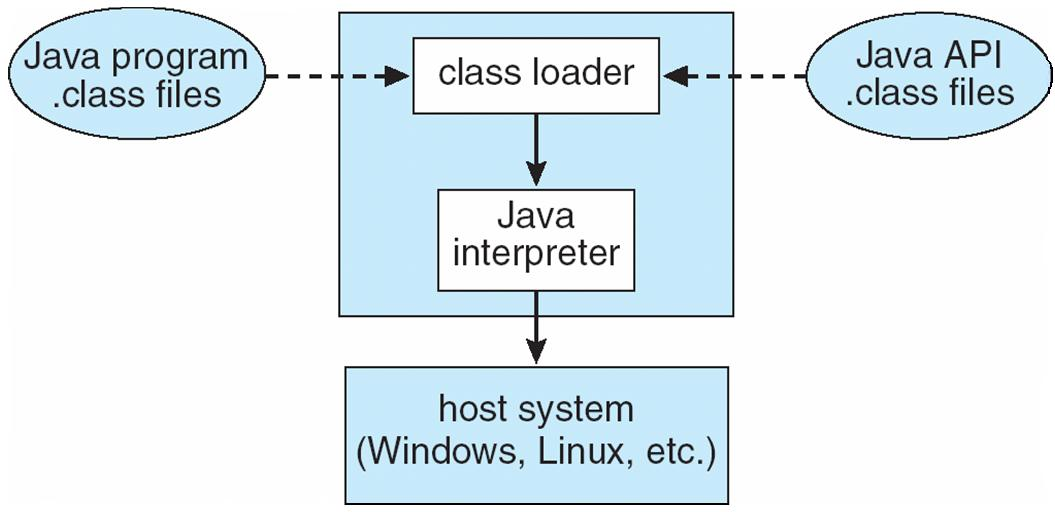 Java program
.class files
class loader
Java API
.class files
Java
interpreter
host system
(Windows, Linux, etc.)